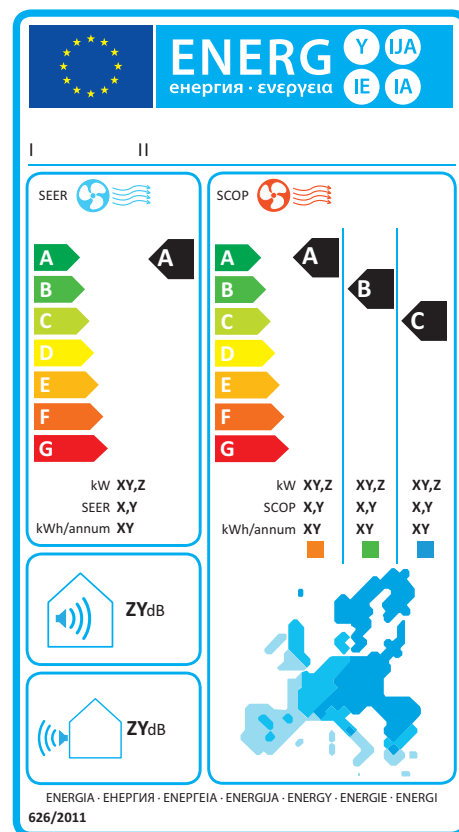 ENERG Y IJA
енергия · ενεργεια IE IA
I II
SEER
A A
B
C
D
E
F
G
kW XY,Z
SEER X,Y
kWh/annum XY
SCOP
A A
B B
C C
D
E
F
G
kW XY,Z XY,Z XY,Z
SCOP X,Y X,Y X,Y
kWh/annum XY XY XY
ZYdB
ZYdB
ENERGIA · ЕНЕРГИЯ · ΕΝΕΡΓΕΙΑ · ENERGIJA · ENERGY · ENERGIE · ENERGI
626/2011